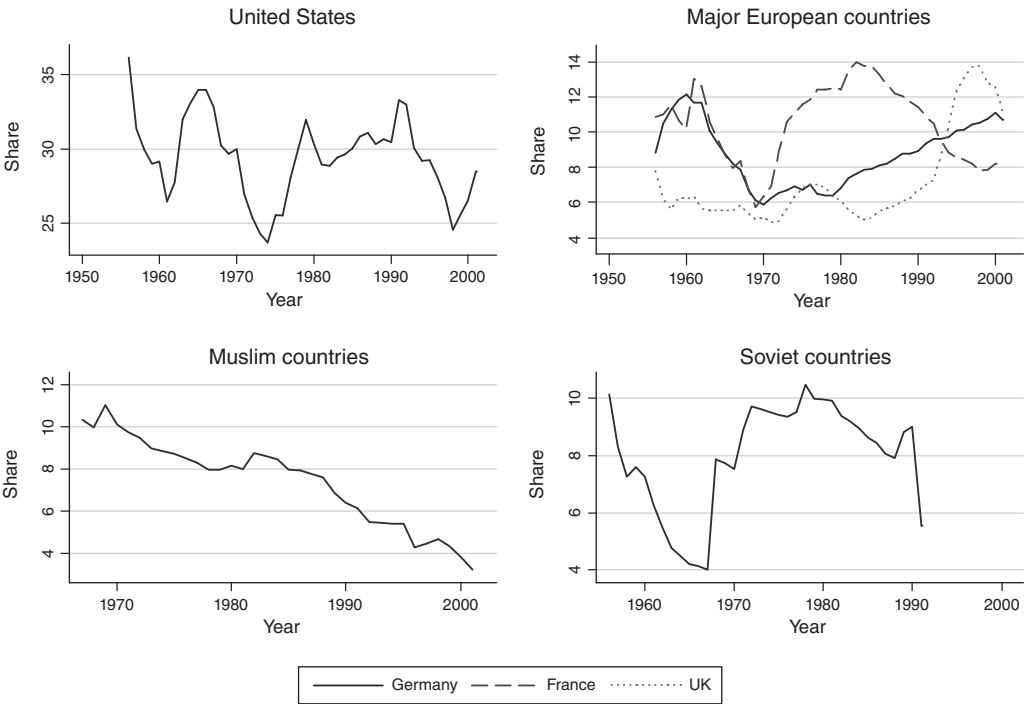 United States
Major European countries
Share
35
30
25
1950 1960 1970 1980 1990 2000
Year
Share
14
12
10
8
6
4
1950 1960 1970 1980 1990 2000
Year
Muslim countries
Soviet countries
Share
12
10
8
6
4
1970 1980 1990 2000
Year
Share
10
8
6
4
1960 1970 1980 1990 2000
Year
Germany France UK